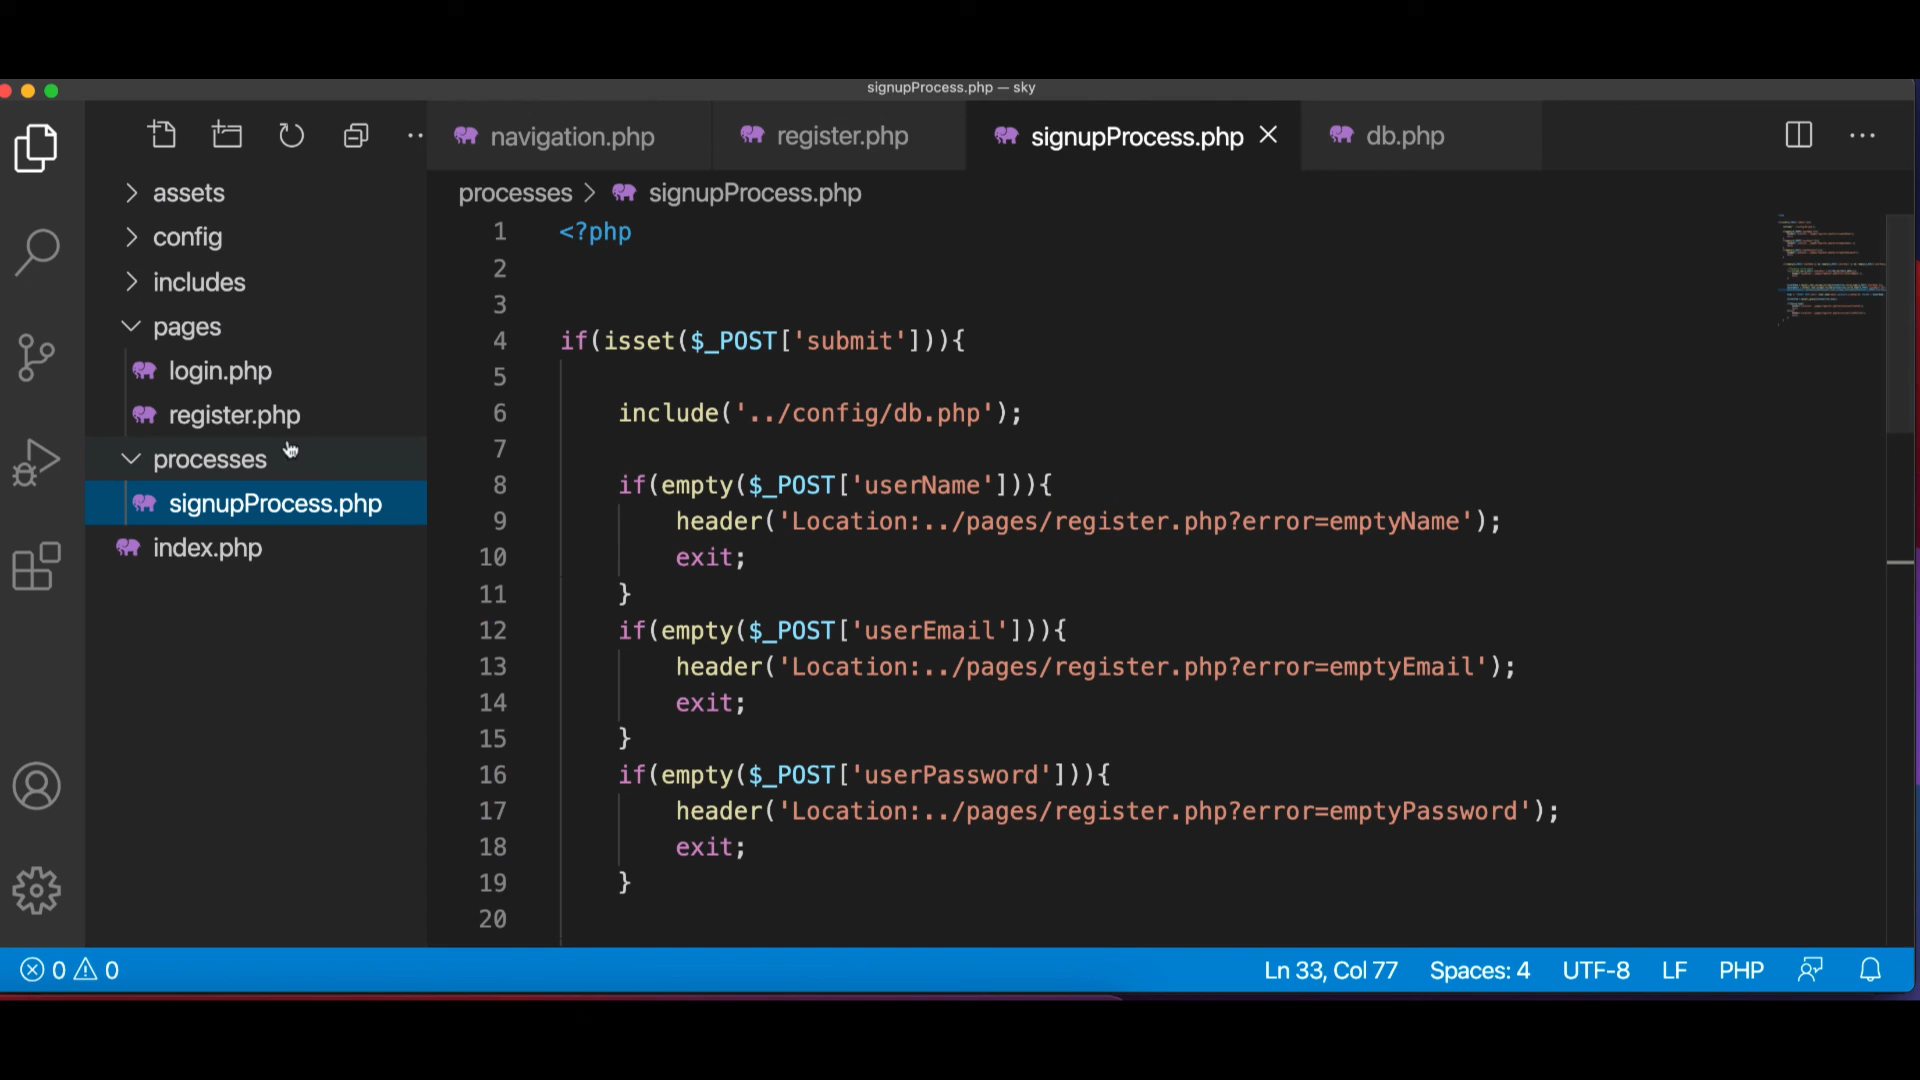 signupProcess.php — sky
navigation.php
register.php
signupProcess.php
db.php
processes > signupProcess.php
assets
config
includes
pages
login.php
register.php
processes
signupProcess.php
index.php
1 <?php
2
3
4 if(isset($_POST['submit'])){
5
6 include('../config/db.php');
7
8 if(empty($_POST['userName'])){
9 header('Location:../pages/register.php?error=emptyName');
10 exit;
11 }
12 if(empty($_POST['userEmail'])){
13 header('Location:../pages/register.php?error=emptyEmail');
14 exit;
15 }
16 if(empty($_POST['userPassword'])){
17 header('Location:../pages/register.php?error=emptyPassword');
18 exit;
19 }
20
0 0 Ln 33, Col 77 Spaces: 4 UTF-8 LF PHP